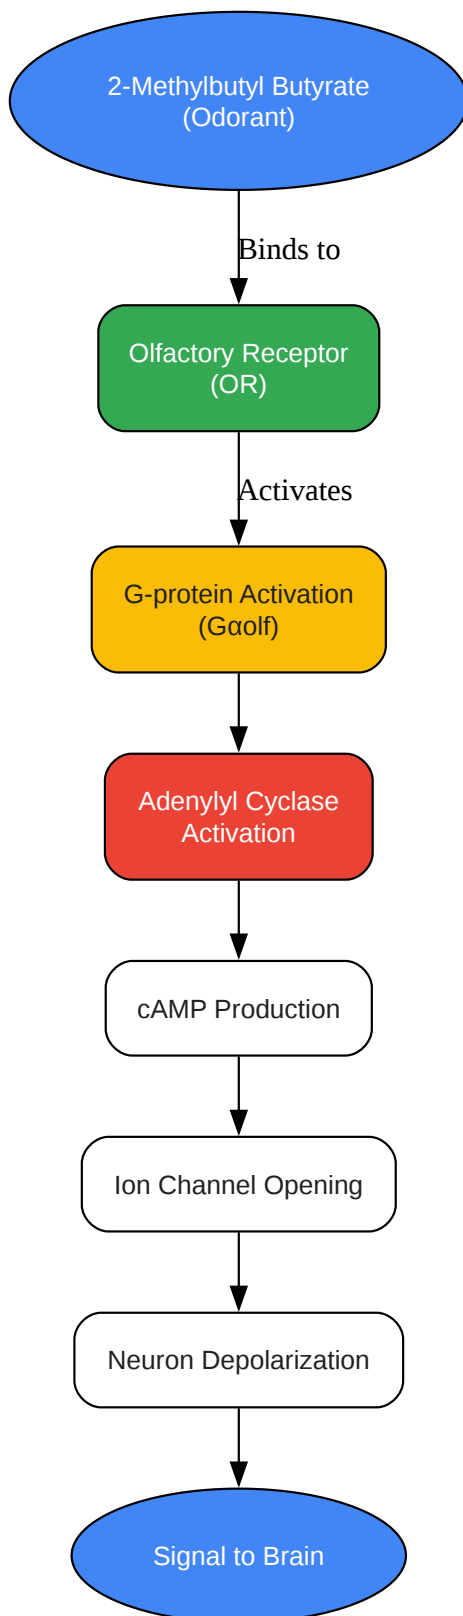 2-Methylbutyl Butyrate
(Odorant)
Binds to
Olfactory Receptor
(OR)
Activates
G-protein Activation
(Gαolf)
Adenylyl Cyclase
Activation
cAMP Production
Ion Channel Opening
Neuron Depolarization
Signal to Brain